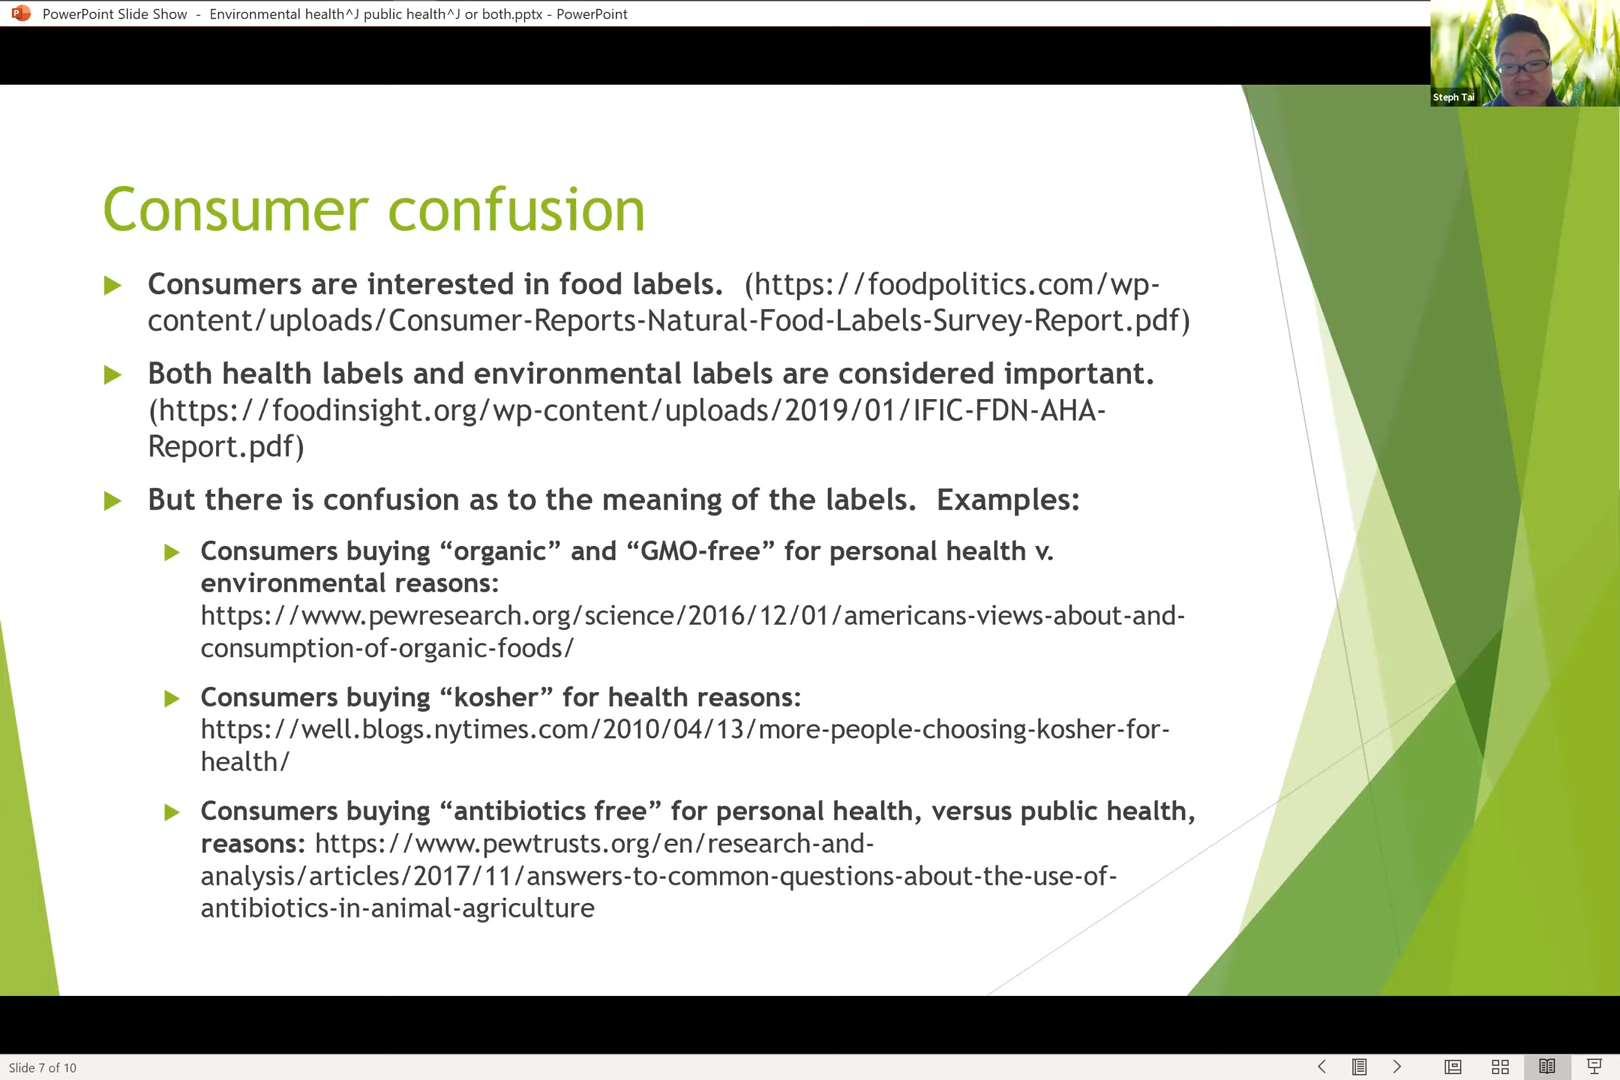 PowerPoint Slide Show - Environmental health^J public health^J or both.pptx - PowerPoint
Steph Tai
Consumer confusion
Consumers are interested in food labels. (https://foodpolitics.com/wp-
content/uploads/Consumer-Reports-Natural-Food-Labels-Survey-Report.pdf)
Both health labels and environmental labels are considered important.
(https://foodinsight.org/wp-content/uploads/2019/01/IFIC-FDN-AHA-
Report.pdf)
But there is confusion as to the meaning of the labels. Examples:
Consumers buying “organic” and “GMO-free” for personal health v.
environmental reasons:
https://www.pewresearch.org/science/2016/12/01/americans-views-about-and-
consumption-of-organic-foods/
Consumers buying “kosher” for health reasons:
https://well.blogs.nytimes.com/2010/04/13/more-people-choosing-kosher-for-
health/
Consumers buying “antibiotics free” for personal health, versus public health,
reasons: https://www.pewtrusts.org/en/research-and-
analysis/articles/2017/11/answers-to-common-questions-about-the-use-of-
antibiotics-in-animal-agriculture
Slide 7 of 10